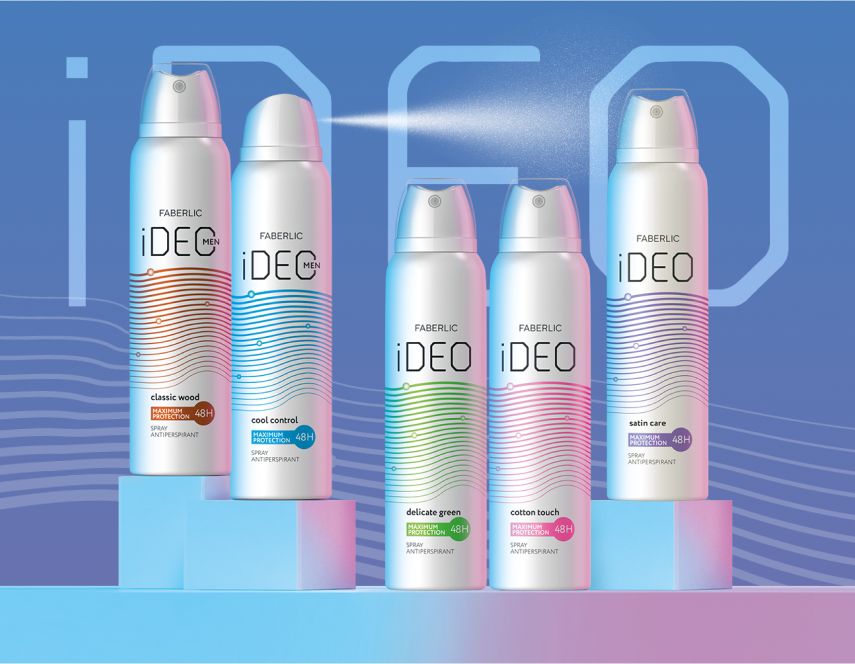 iDEO
FABERLIC
iDEO MEN
classic wood
MAXIMUM
PROTECTION 48H
SPRAY
ANTIPERSPIRANT
FABERLIC
iDEO MEN
cool control
MAXIMUM
PROTECTION 48H
SPRAY
ANTIPERSPIRANT
FABERLIC
iDEO
delicate green
MAXIMUM
PROTECTION 48H
SPRAY
ANTIPERSPIRANT
FABERLIC
iDEO
cotton touch
MAXIMUM
PROTECTION 48H
SPRAY
ANTIPERSPIRANT
FABERLIC
iDEO
satin care
MAXIMUM
PROTECTION 48H
SPRAY
ANTIPERSPIRANT